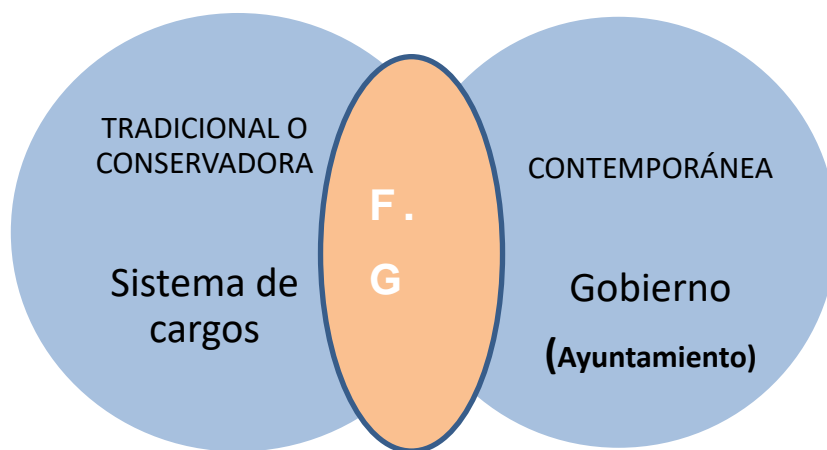 TRADICIONAL O
CONSERVADORA
Sistema de
cargos
F.
G
CONTEMPORÁNEA
Gobierno
(Ayuntamiento)